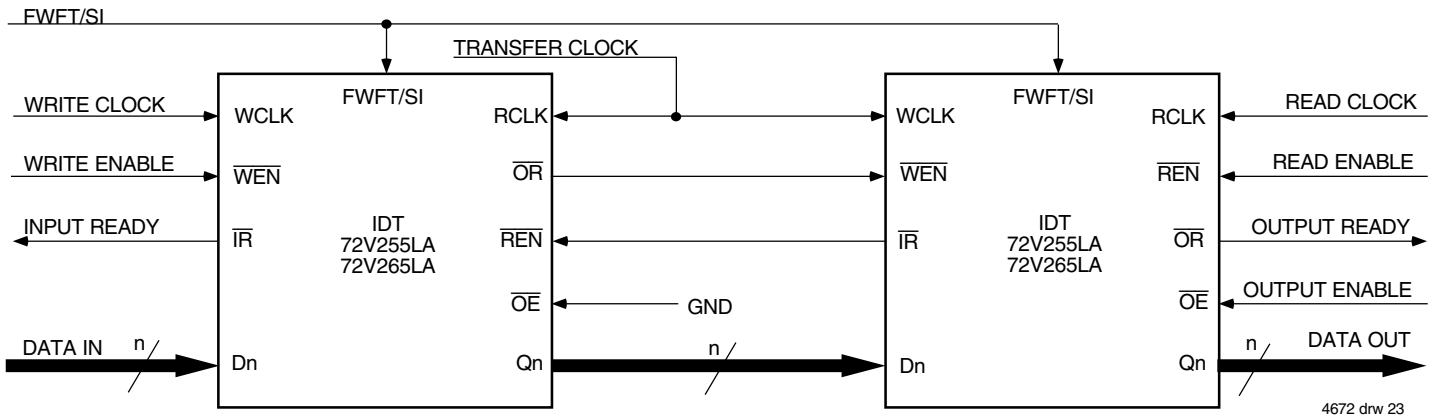 FWFT/SI
TRANSFER CLOCK
FWFT/SI
FWFT/SI
WRITE CLOCK
WCLK
RCLK
WCLK
RCLK
READ CLOCK
WRITE ENABLE
WEN
OR
WEN
REN
READ ENABLE
INPUT READY
IR
IDT
72V255LA
72V265LA
REN
IR
IDT
72V255LA
72V265LA
OR
OUTPUT READY
OE
GND
OE
OUTPUT ENABLE
DATA IN
n
Dn
Qn
n
Dn
Qn
n
DATA OUT
4672 drw 23